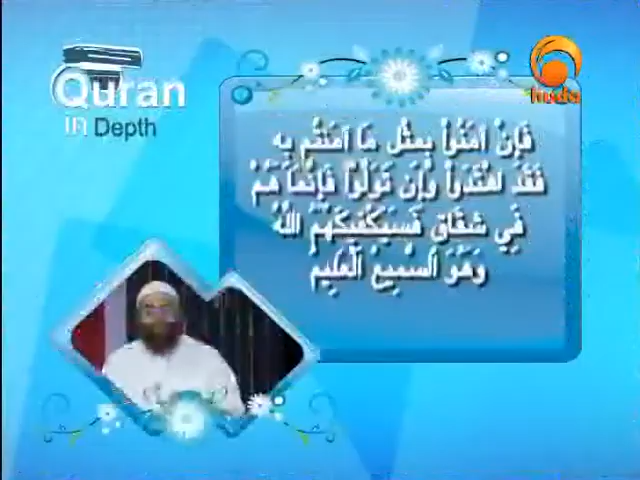 Quran
in Depth
huda
فَإِنْ آمَنُوا بِمِثْلِ مَا آمَنتُم بِهِ
فَقَدِ اهْتَدَوا وَّإِن تَوَلَّوْا فَإِنَّمَا هُمْ
فِي شِقَاقٍ فَسَيَكْفِيكَهُمُ اللَّهُ
وَهُوَ السَّمِيعُ الْعَلِيمُ